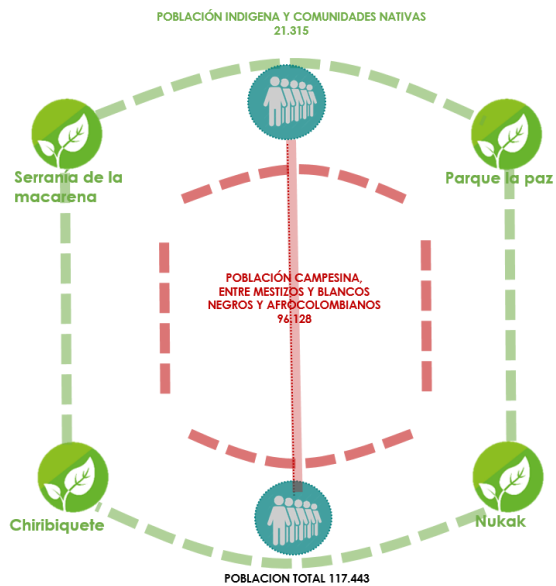 POBLACIÓN INDIGENA Y COMUNIDADES NATIVAS
21.315
Serranía de la
macarena
Parque la paz
POBLACIÓN CAMPESINA,
ENTRE MESTIZOS Y BLANCOS
NEGROS Y AFROCOLOMBIANOS
96.128
Chiribiquete
Nukak
POBLACION TOTAL 117.443